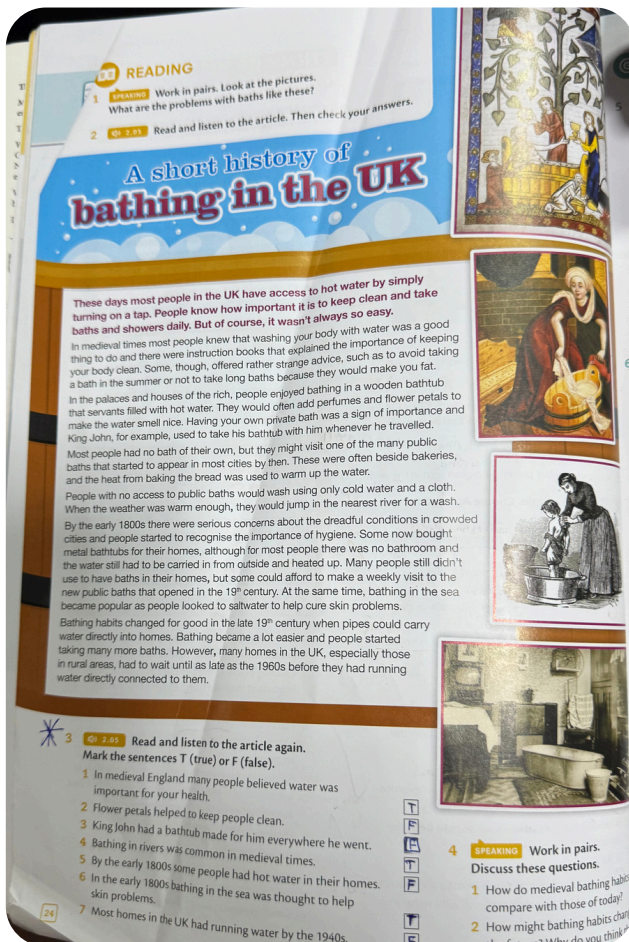 READING
1 SPEAKING Work in pairs. Look at the pictures.
What are the problems with baths like these?
2 Read and listen to the article. Then check your answers.
A short history of
bathing in the UK
These days most people in the UK have access to hot water by simply
turning on a tap. People know how important it is to keep clean and take
baths and showers daily. But of course, it wasn't always so easy.
In medieval times most people knew that washing your body with water was a good
thing to do and there were instruction books that explained the importance of keeping
your body clean. Some, though, offered rather strange advice, such as to avoid taking
a bath in the summer or not to take long baths because they would make you fat.
In the palaces and houses of the rich, people enjoyed bathing in a wooden bathtub
that servants filled with hot water. They would often add perfumes and flower petals to
make the water smell nice. Having your own private bath was a sign of importance and
King John, for example, used to take his bathtub with him whenever he travelled.
Most people had no bath of their own, but they might visit one of the many public
baths that started to appear in most cities by then. These were often beside bakeries,
and the heat from baking the bread was used to warm up the water.
People with no access to public baths would wash using only cold water and a cloth.
When the weather was warm enough, they would jump in the nearest river for a wash.
By the early 1800s there were serious concerns about the dreadful conditions in crowded
cities and people started to recognise the importance of hygiene. Some now bought
metal bathtubs for their homes, although for most people there was no bathroom and
the water still had to be carried in from outside and heated up. Many people still didn't
use to have baths in their homes, but some could afford to make a weekly visit to the
new public baths that opened in the 19th century. At the same time, bathing in the sea
became popular as people looked to saltwater to help cure skin problems.
Bathing habits changed for good in the late 19th century when pipes could carry
water directly into homes. Bathing became a lot easier and people started
taking many more baths. However, many homes in the UK, especially those
in rural areas, had to wait until as late as the 1960s before they had running
water directly connected to them.
3 2.05 Read and listen to the article again.
Mark the sentences T (true) or F (false).
1 In medieval England many people believed water was
important for your health. T
2 Flower petals helped to keep people clean. F
3 King John had a bathtub made for him everywhere he went.
4 Bathing in rivers was common in medieval times. T
5 By the early 1800s some people had hot water in their homes. F
6 In the early 1800s bathing in the sea was thought to help
skin problems. T
7 Most homes in the UK had running water by the 1940s. F
24
4 SPEAKING Work in pairs.
Discuss these questions.
1 How do medieval bathing habits
compare with those of today?
2 How might bathing habits
Why do you think